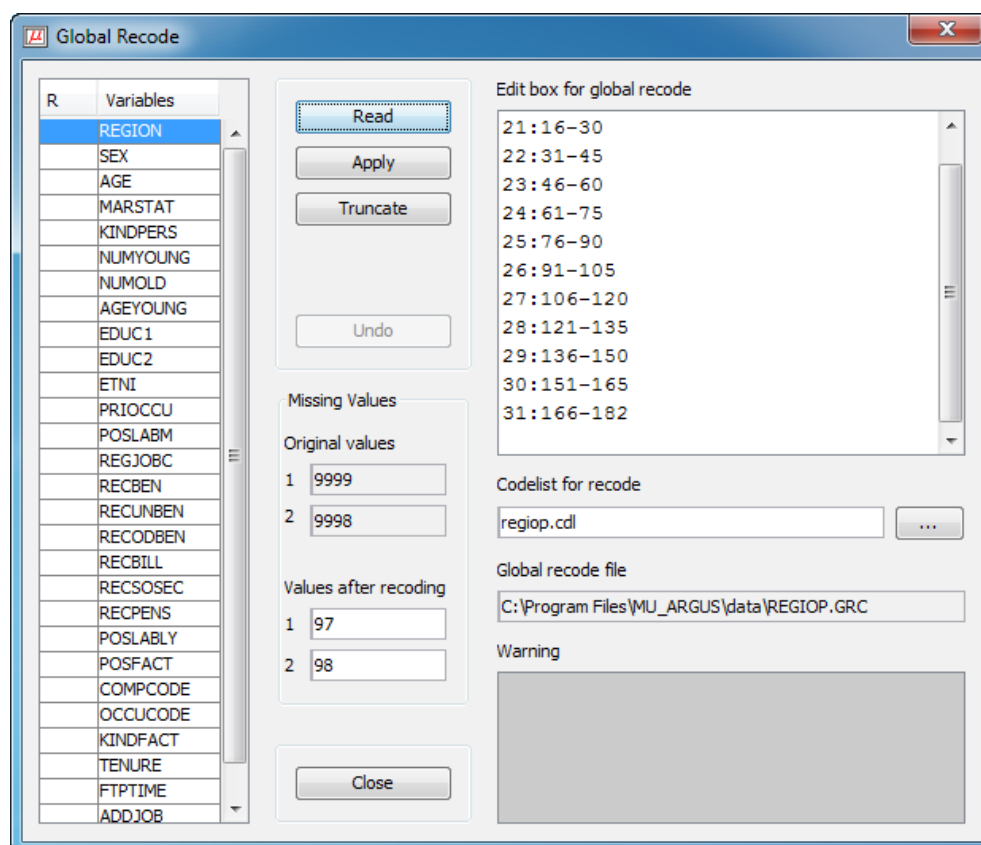 Global Recode
R Variables
REGION
SEX
AGE
MARSTAT
KINDPERS
NUMYOUNG
NUMOLD
AGEYOUNG
EDUC1
EDUC2
ETNI
PRIOCCU
POSLABM
REGJOBC
RECBEN
RECUNBEN
RECODBEN
RECBILL
RECSOSEC
RECPENS
POSLABLY
POSFACT
COMPCODE
OCCUCODE
KINDFACT
TENURE
FTPTIME
ADDJOB
Read
Apply
Truncate
Undo
Missing Values
Original values
1 9999
2 9998
Values after recoding
1 97
2 98
Close
Edit box for global recode
21:16-30
22:31-45
23:46-60
24:61-75
25:76-90
26:91-105
27:106-120
28:121-135
29:136-150
30:151-165
31:166-182
Codelist for recode
regiop.cdl ...
Global recode file
C:\Program Files\MU_ARGUS\data\REGIOP.GRC
Warning